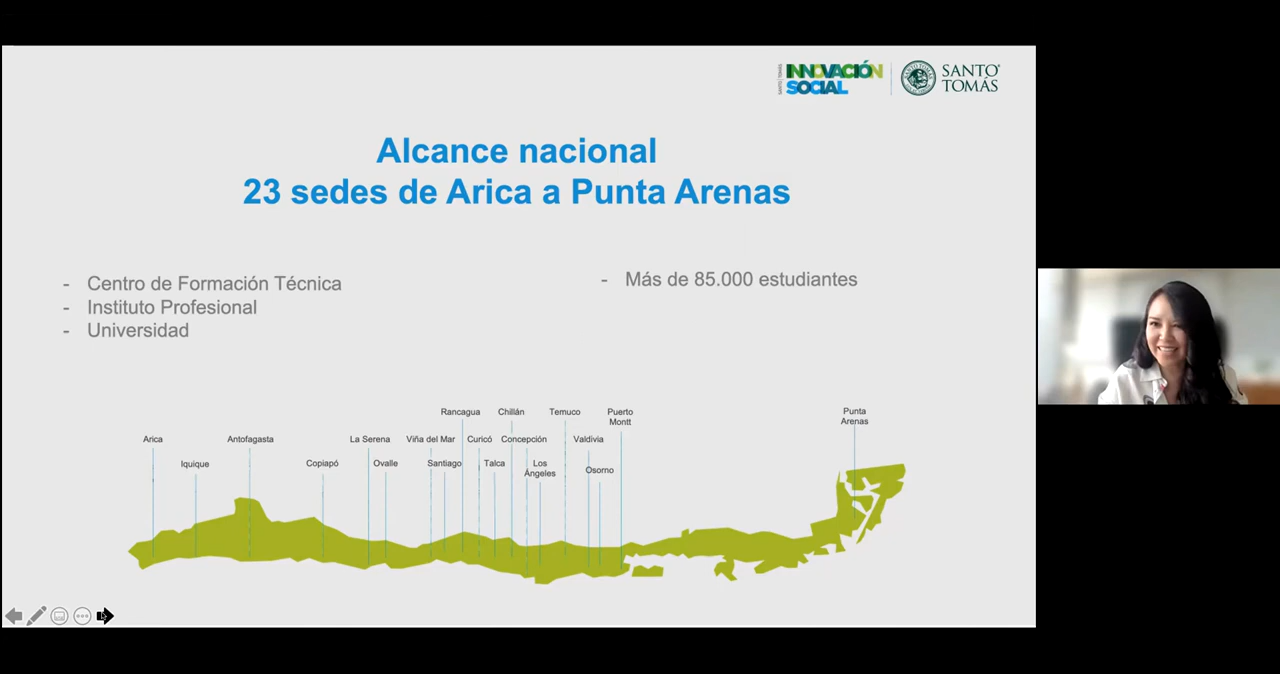 INNOVACIÓN
SOCIAL
SANTO
TOMÁS
Alcance nacional
23 sedes de Arica a Punta Arenas
- Centro de Formación Técnica
- Instituto Profesional
- Universidad
- Más de 85.000 estudiantes
Rancagua
Chillán
Temuco
Puerto
Montt
Punta
Arenas
Arica
Antofagasta
La Serena
Viña del Mar
Curicó
Concepción
Valdivia
Iquique
Copiapó
Ovalle
Santiago
Talca
Los
Ángeles
Osorno